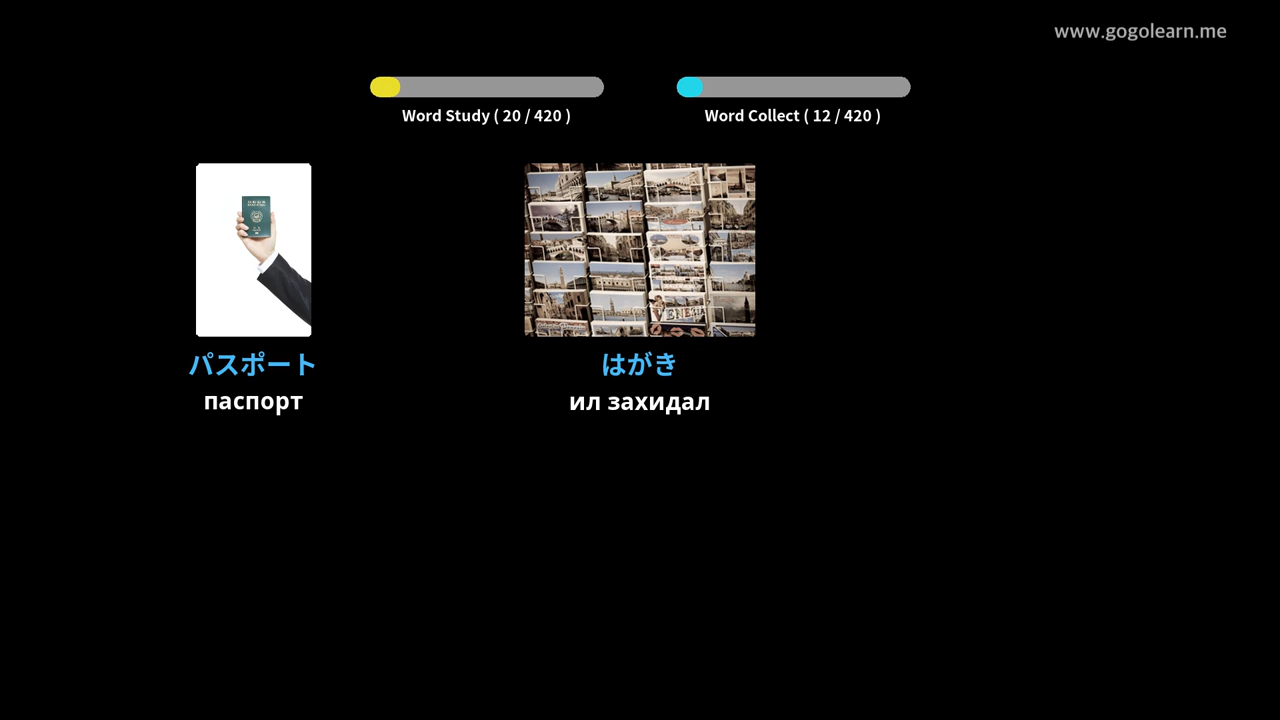 www.gogolearn.me
Word Study ( 20 / 420 )
Word Collect ( 12 / 420 )
VENEZIA
パスポート
はがき
паспорт
ил захидал